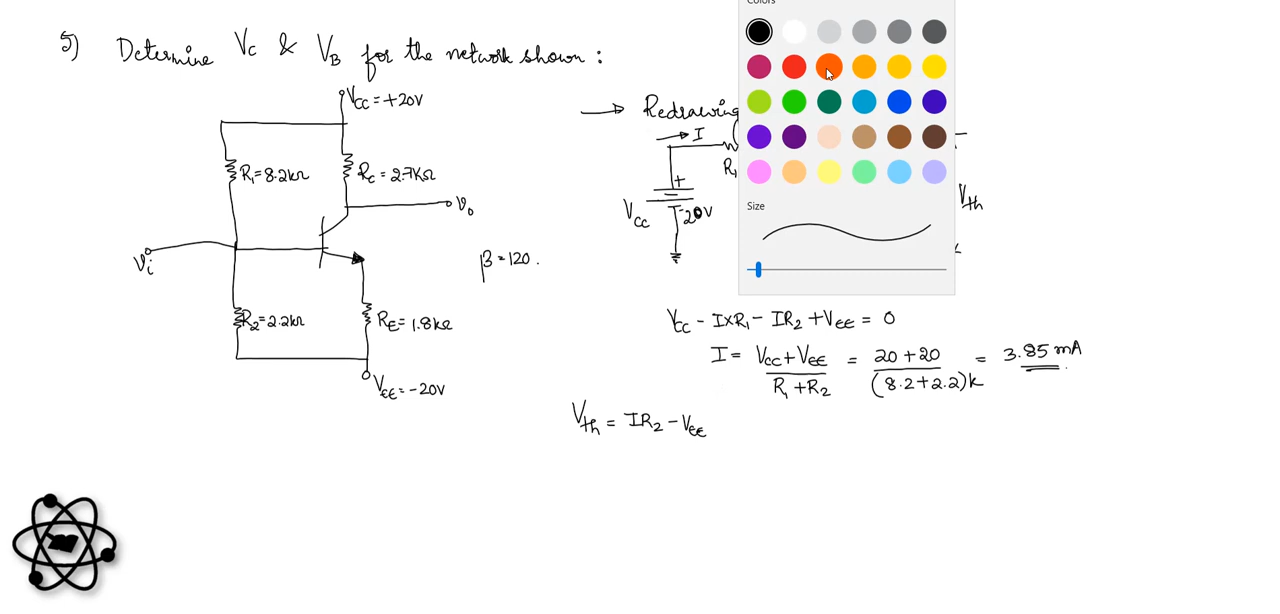 Colors
5) Determine VC & VB for the network shown :
VCC = +20V
→ Redrawing
→ I
R1 = 8.2kΩ
RC = 2.7KΩ
R1
+
VCC
20V
Vth
Vo
Vi
β = 120 .
Size
R2 = 2.2kΩ
RE = 1.8kΩ
VEE = -20V
VCC - I×R1 - IR2 + VEE = 0
I = VCC + VEE / R1 + R2 = 20 + 20 / (8.2 + 2.2)k = 3.85 mA
Vth = IR2 - VEE